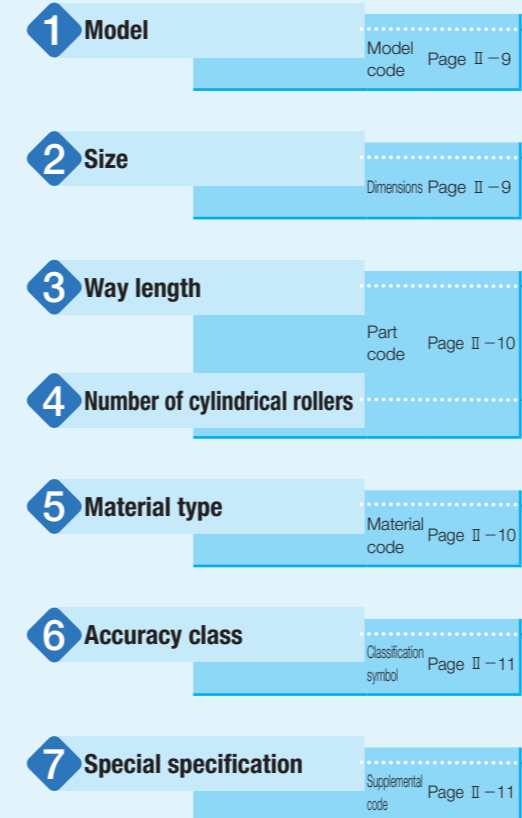 1 Model
Model
code Page Ⅱ－9
2 Size
Dimensions Page Ⅱ－9
3 Way length
Part
code Page Ⅱ－10
4 Number of cylindrical rollers
5 Material type
Material
code Page Ⅱ－10
6 Accuracy class
Classification
symbol Page Ⅱ－11
7 Special specification
Supplemental
code Page Ⅱ－11